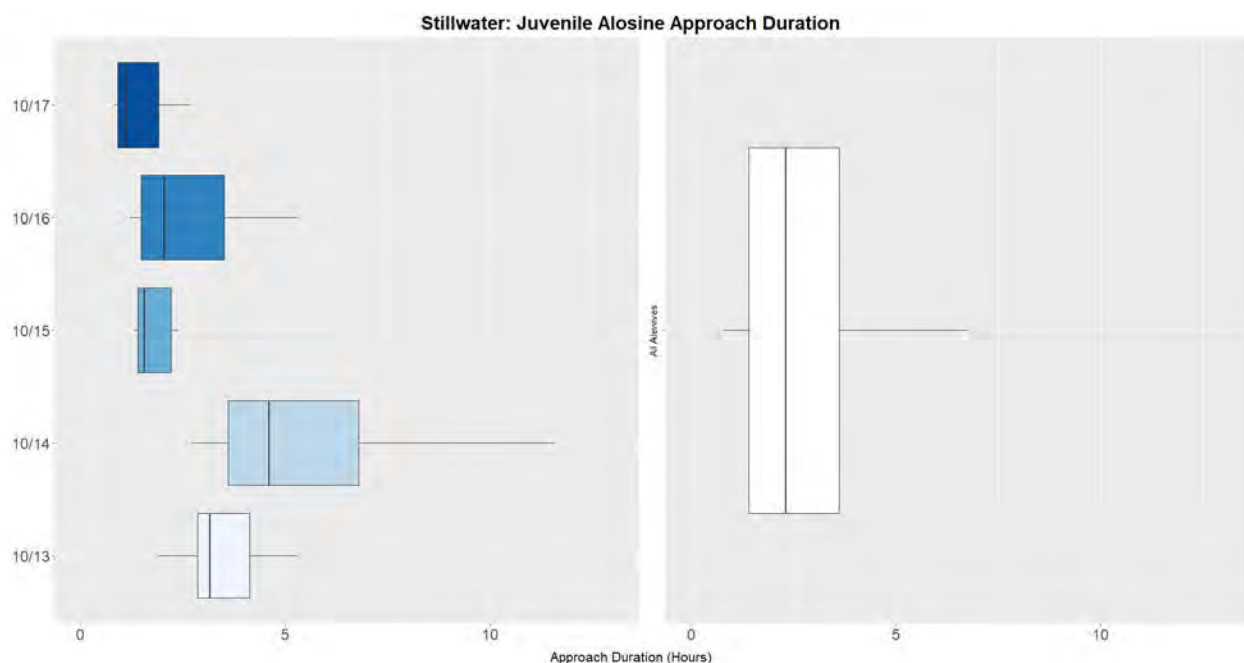 Stillwater: Juvenile Alosine Approach Duration
10/17
10/16
10/15
10/14
10/13
All Alewives
0 5 10
0 5 10
Approach Duration (Hours)